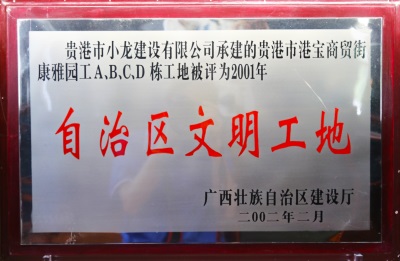 贵港市小龙建设有限公司承建的贵港市港宝商贸街
康雅园工A,B,C,D 栋工地被评为2001年
自治区文明工地
广西壮族自治区建设厅
二00二年二月